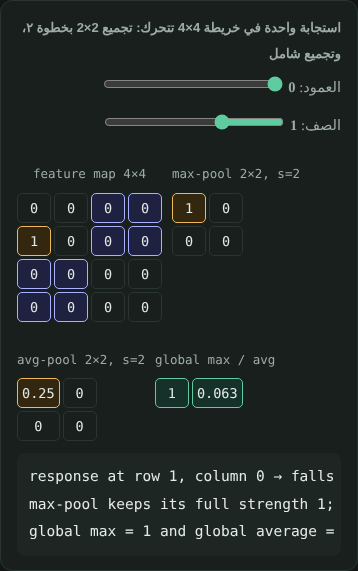 استجابة واحدة في خريطة 4×4 تتحرك: تجميع 2×2 بخطوة ٢،
وتجميع شامل
العمود: 0
الصف: 1
feature map 4×4
0 0 0 0
1 0 0 0
0 0 0 0
0 0 0 0
max-pool 2×2, s=2
1 0
0 0
avg-pool 2×2, s=2
0.25 0
0 0
global max / avg
1 0.063
response at row 1, column 0 → falls
max-pool keeps its full strength 1;
global max = 1 and global average =